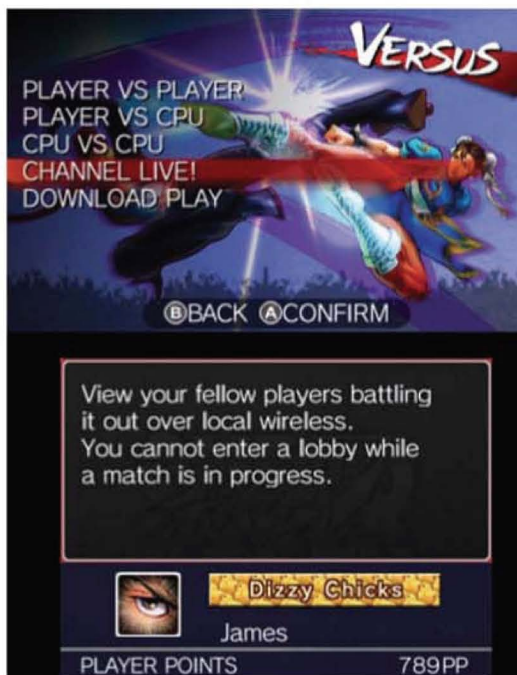 VERSUS
PLAYER VS PLAYER
PLAYER VS CPU
CPU VS CPU
CHANNEL LIVE!
DOWNLOAD PLAY
ⒷBACK ⒶCONFIRM
View your fellow players battling
it out over local wireless.
You cannot enter a lobby while
a match is in progress.
Dizzy Chicks
James
PLAYER POINTS 789PP